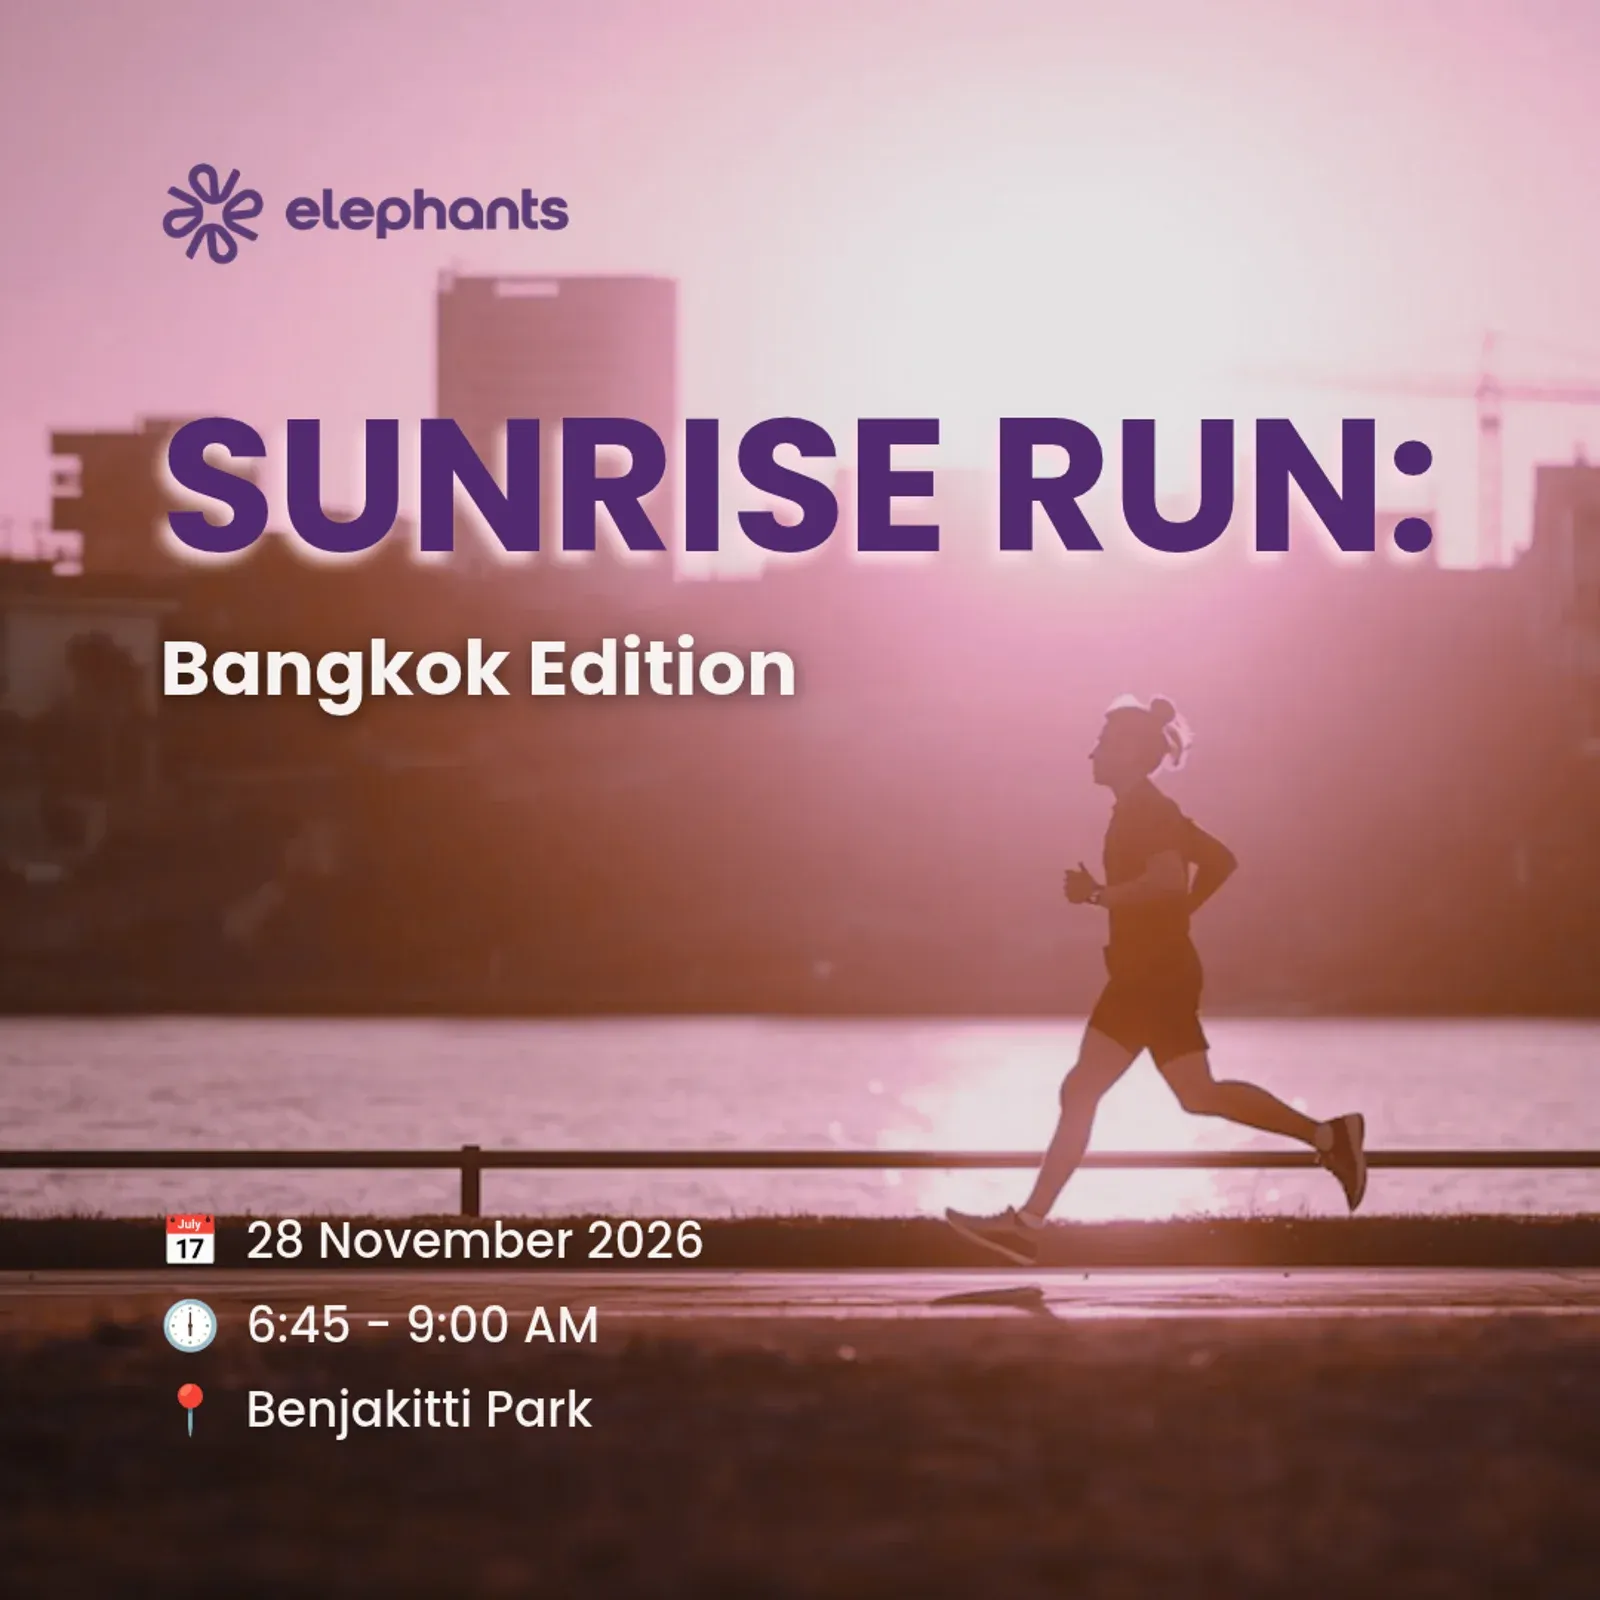 elephants
SUNRISE RUN:
Bangkok Edition
July
17
28 November 2026
6:45 - 9:00 AM
Benjakitti Park